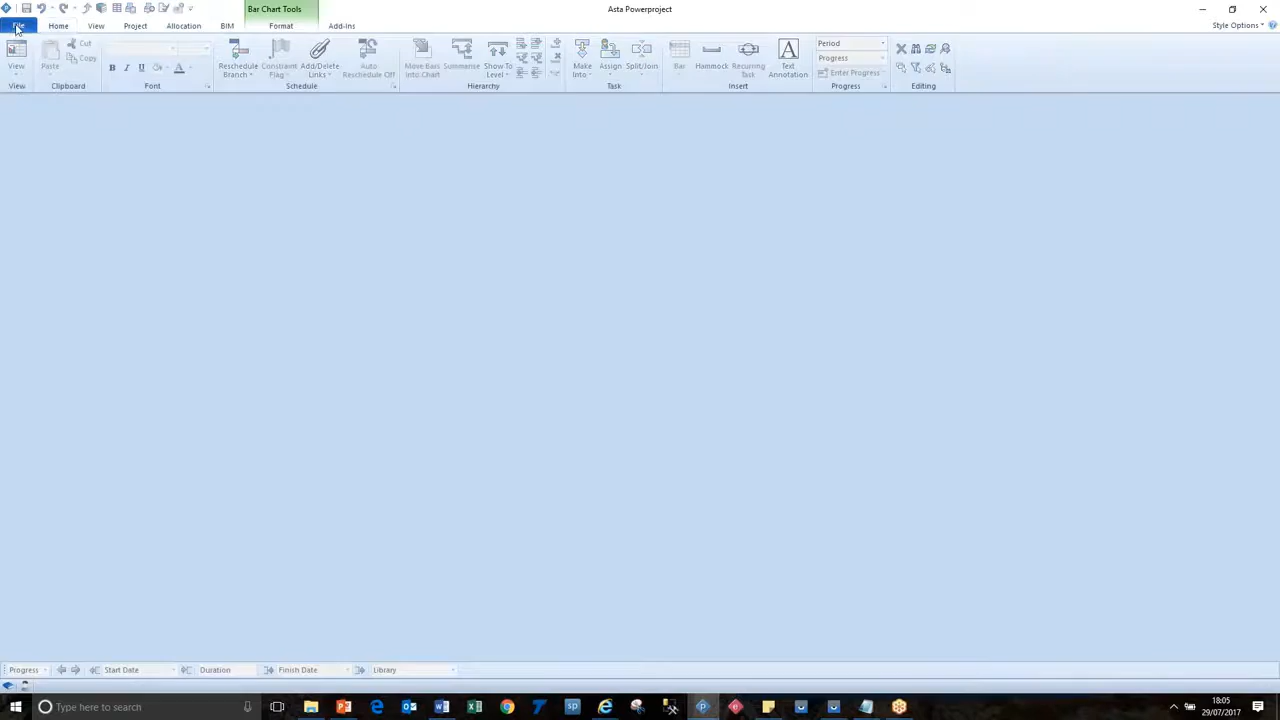 Bar Chart Tools
Asta Powerproject
File Home View Project Allocation BIM Format Add-Ins
Style Options
View
Paste
Cut
Copy
B I U A
Reschedule Branch
Constraint Flag
Add/Delete Links
Auto Reschedule Off
Move Bars Into Chart
Summarise
Show To Level
Make Into
Assign
Split/Join
Bar
Hammock
Recurring Task
Text Annotation
Period
Progress
Enter Progress
View Clipboard Font Schedule Hierarchy Task Insert Progress Editing
Progress Start Date Duration Finish Date Library
Type here to search
18:05
29/07/2017